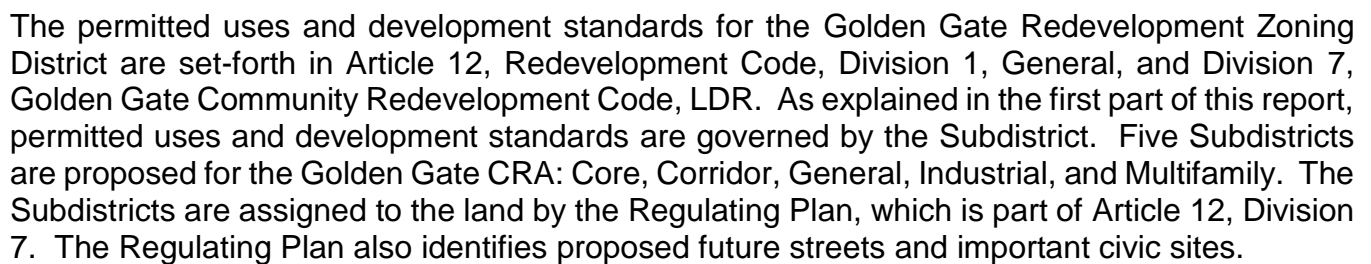 The permitted uses and development standards for the Golden Gate Redevelopment Zoning
District are set-forth in Article 12, Redevelopment Code, Division 1, General, and Division 7,
Golden Gate Community Redevelopment Code, LDR.  As explained in the first part of this report,
permitted uses and development standards are governed by the Subdistrict.  Five Subdistricts
are proposed for the Golden Gate CRA: Core, Corridor, General, Industrial, and Multifamily.  The
Subdistricts are assigned to the land by the Regulating Plan, which is part of Article 12, Division
7.  The Regulating Plan also identifies proposed future streets and important civic sites.